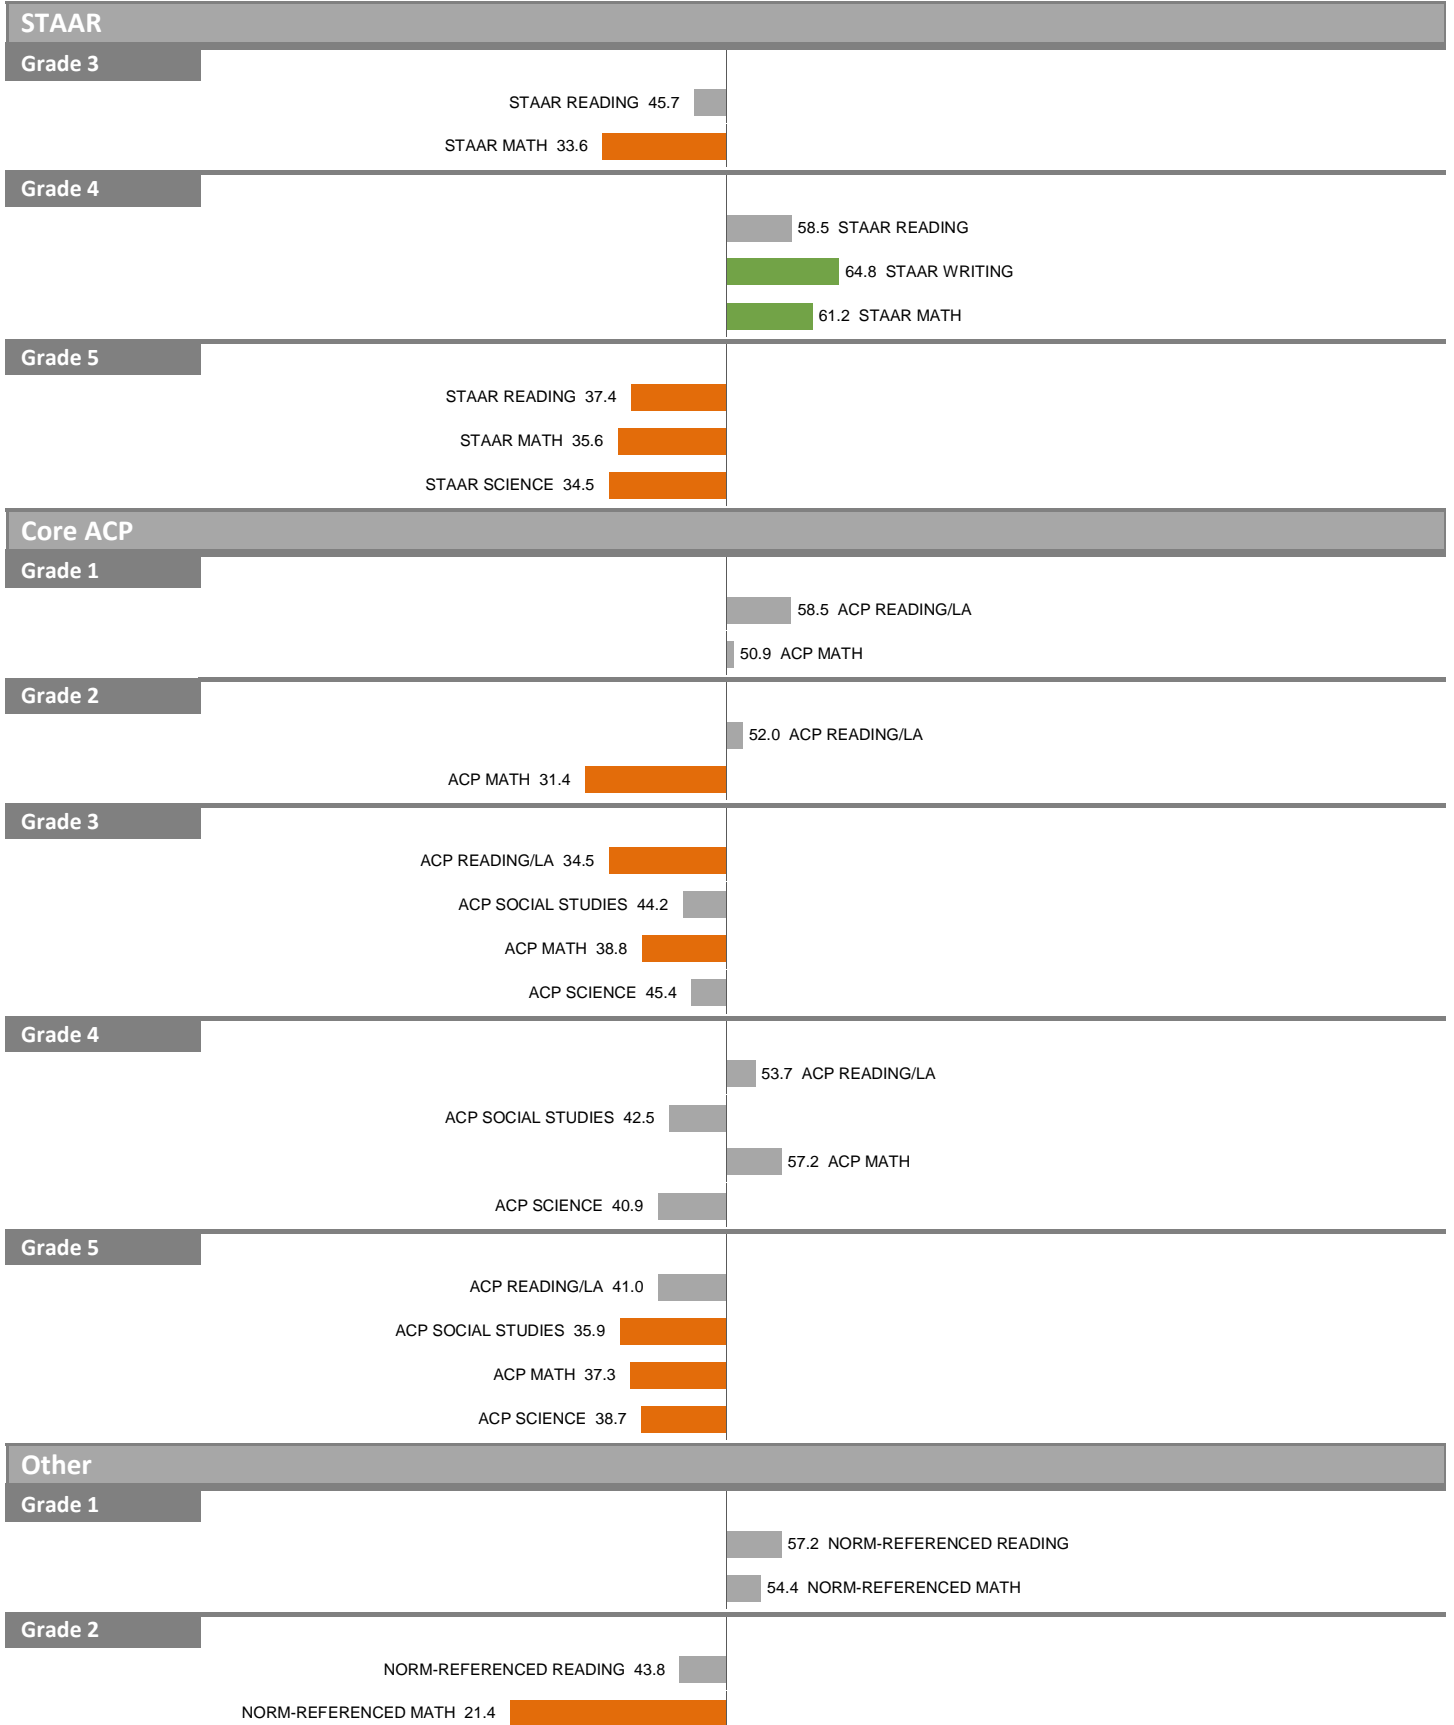 STAAR
Grade 3
STAAR READING 45.7
STAAR MATH 33.6
Grade 4
58.5 STAAR READING
64.8 STAAR WRITING
61.2 STAAR MATH
Grade 5
STAAR READING 37.4
STAAR MATH 35.6
STAAR SCIENCE 34.5
Core ACP
Grade 1
58.5 ACP READING/LA
50.9 ACP MATH
Grade 2
52.0 ACP READING/LA
ACP MATH 31.4
Grade 3
ACP READING/LA 34.5
ACP SOCIAL STUDIES 44.2
ACP MATH 38.8
ACP SCIENCE 45.4
Grade 4
53.7 ACP READING/LA
ACP SOCIAL STUDIES 42.5
57.2 ACP MATH
ACP SCIENCE 40.9
Grade 5
ACP READING/LA 41.0
ACP SOCIAL STUDIES 35.9
ACP MATH 37.3
ACP SCIENCE 38.7
Other
Grade 1
57.2 NORM-REFERENCED READING
54.4 NORM-REFERENCED MATH
Grade 2
NORM-REFERENCED READING 43.8
NORM-REFERENCED MATH 21.4